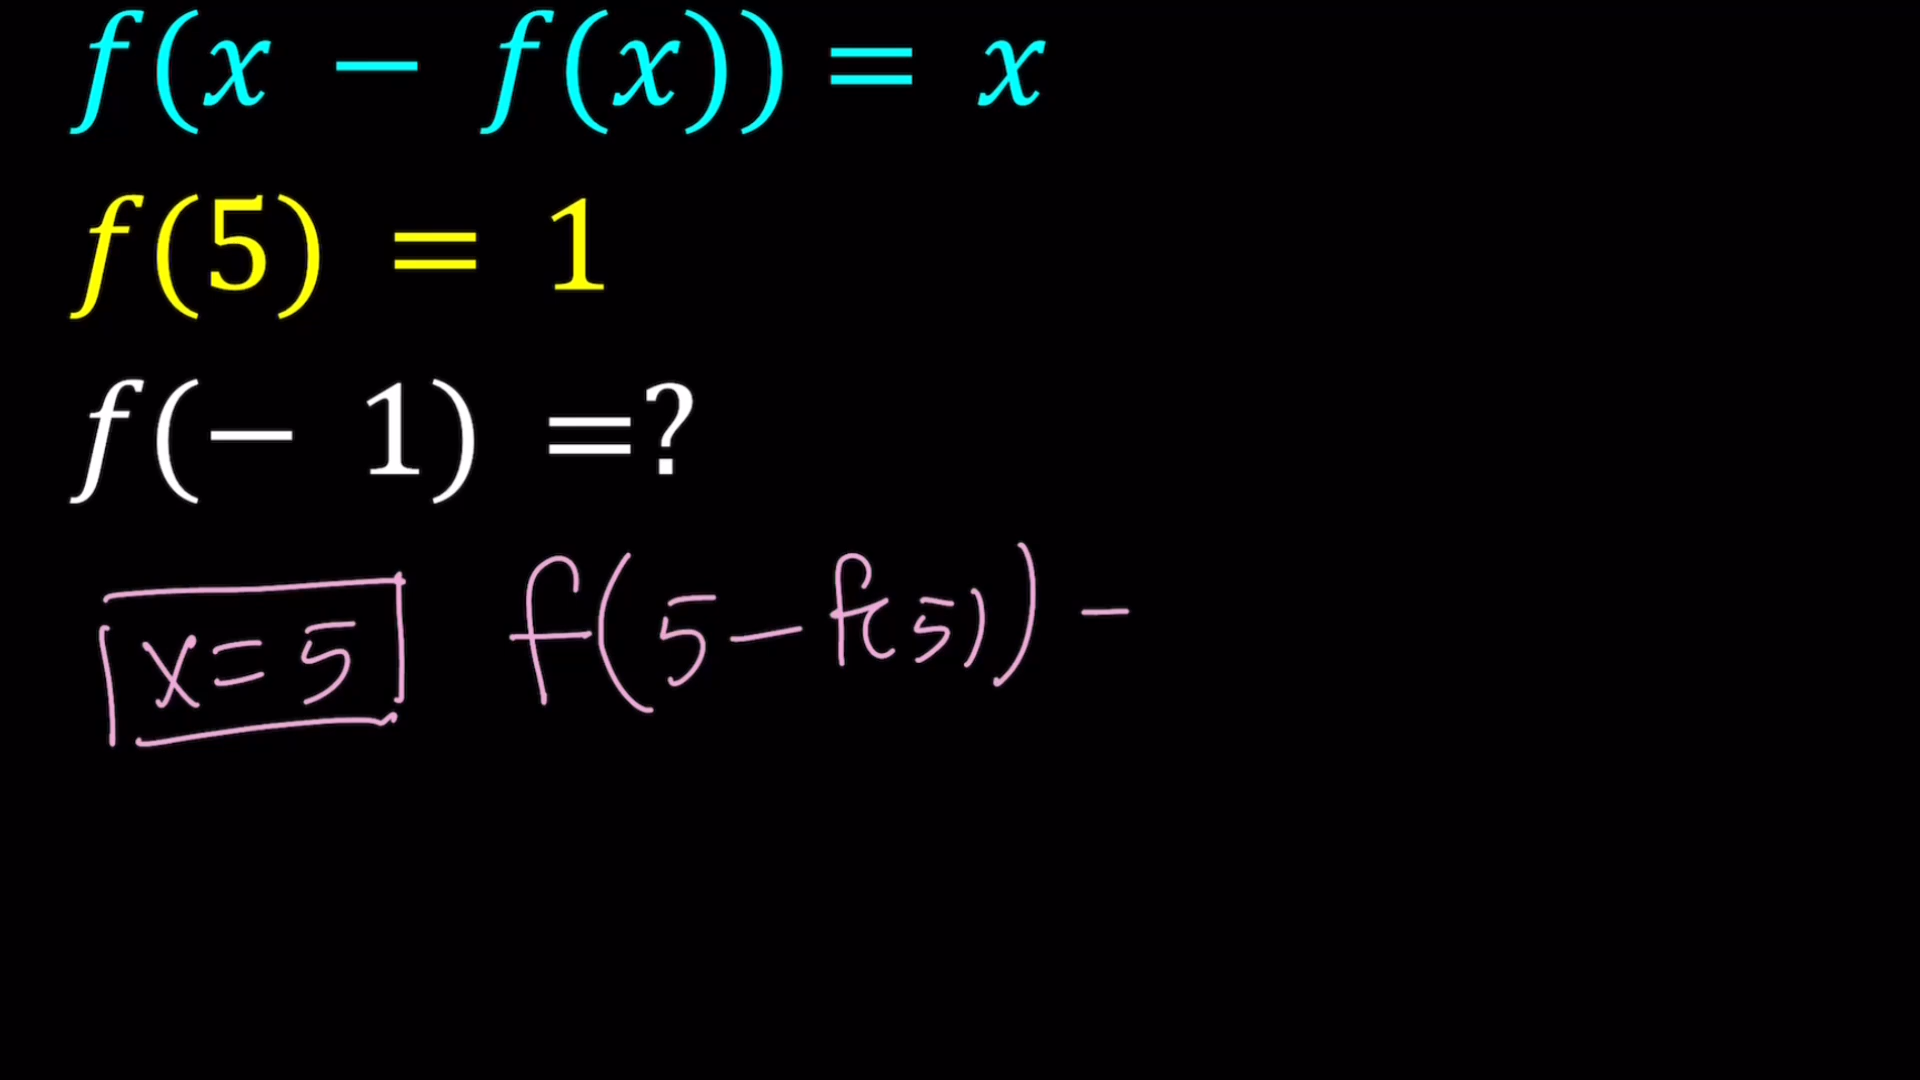 f(x − f(x)) = x
f(5) = 1
f(− 1) =?
x = 5 f(5 − f(5)) −